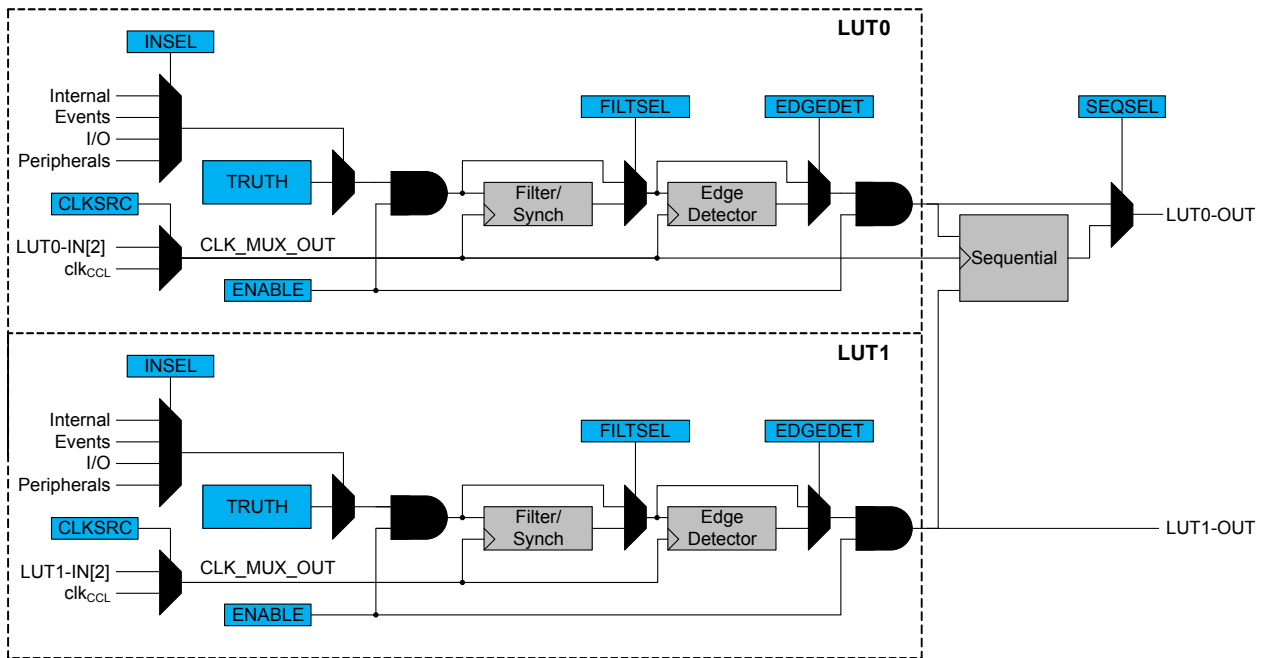 LUT0
INSEL
Internal
Events
I/O
Peripherals
FILTSEL
EDGEDET
SEQSEL
TRUTH
Filter/
Synch
Edge
Detector
CLKSRC
LUT0-IN[2]
clkCCL
CLK_MUX_OUT
ENABLE
Sequential
LUT0-OUT
LUT1
INSEL
Internal
Events
I/O
Peripherals
FILTSEL
EDGEDET
TRUTH
Filter/
Synch
Edge
Detector
CLKSRC
LUT1-IN[2]
clkCCL
CLK_MUX_OUT
ENABLE
LUT1-OUT